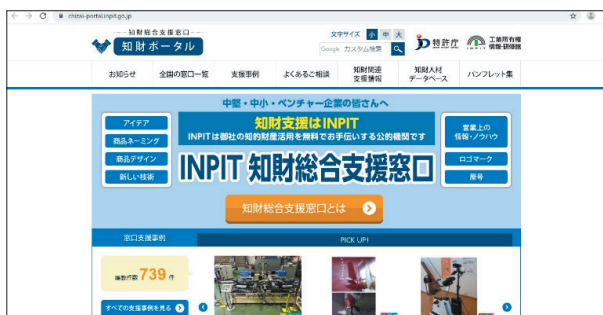 chizai-portal.inpit.go.jp
知財総合支援窓口
知財ポータル
文字サイズ 小 中 大
Google カスタム検索
特許庁
INPIT 工業所有権
情報・研修館
お知らせ
全国の窓口一覧
支援事例
よくあるご相談
知財関連
支援情報
知財人材
データベース
パンフレット集
中堅・中小・ベンチャー企業の皆さんへ
アイデア
商品ネーミング
商品デザイン
新しい技術
知財支援はINPIT
INPITは御社の知的財産活用を無料でお手伝いする公的機関です
営業上の
情報・ノウハウ
ロゴマーク
屋号
INPIT 知財総合支援窓口
知財総合支援窓口とは
窓口支援事例
PICK UP!
掲載件数 739 件
すべての支援事例を見る